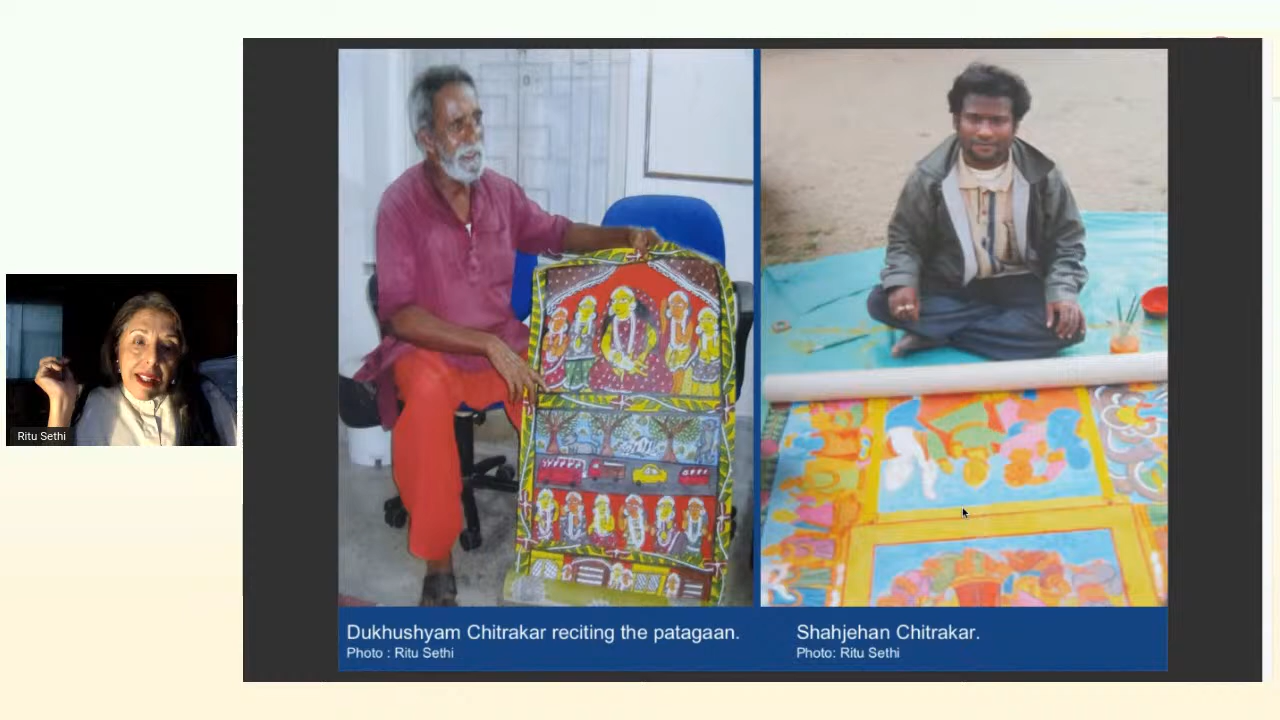 Ritu Sethi
Dukhushyam Chitrakar reciting the patagaan.
Photo : Ritu Sethi
Shahjehan Chitrakar.
Photo: Ritu Sethi